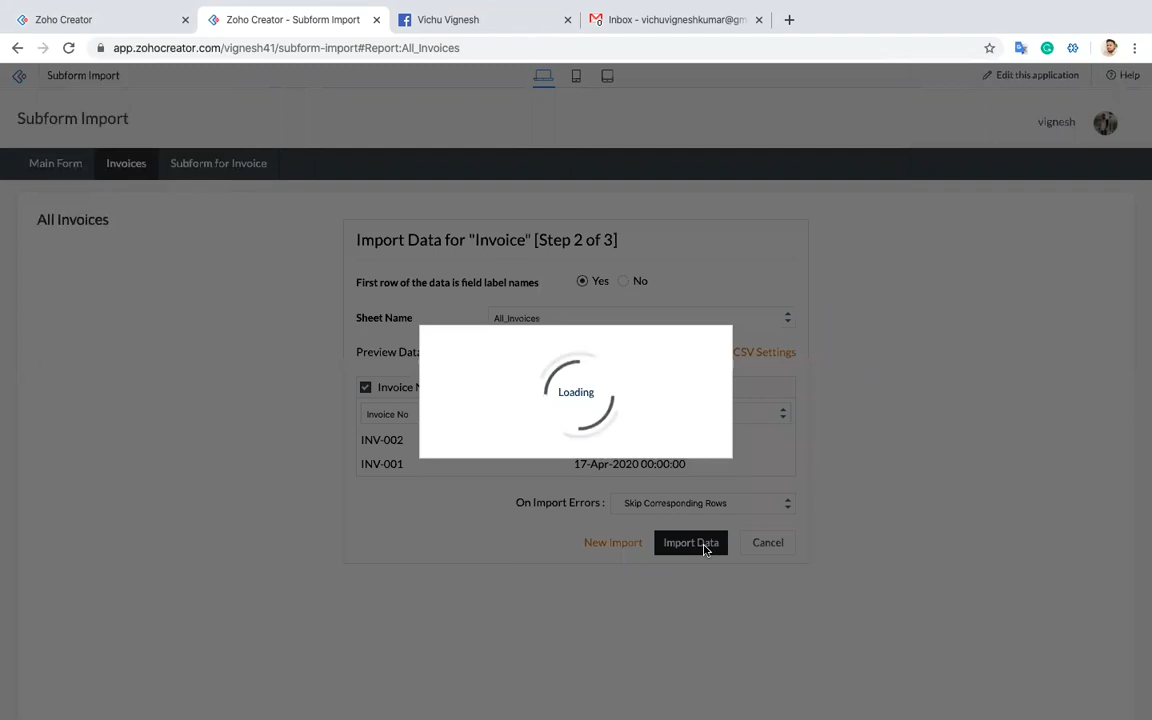 Zoho Creator
Zoho Creator - Subform Import
Vichu Vignesh
Inbox - vichuvigneshkumar@gm
app.zohocreator.com/vignesh41/subform-import#Report:All_Invoices
Subform Import
Edit this application
Help
Subform Import
vignesh
Main Form
Invoices
Subform for Invoice
All Invoices
Import Data for "Invoice" [Step 2 of 3]
First row of the data is field label names
Yes
No
Sheet Name
All_Invoices
Preview Data
CSV Settings
Invoice N
Loading
Invoice No
INV-002
INV-001
17-Apr-2020 00:00:00
On Import Errors :
Skip Corresponding Rows
New Import
Import Data
Cancel